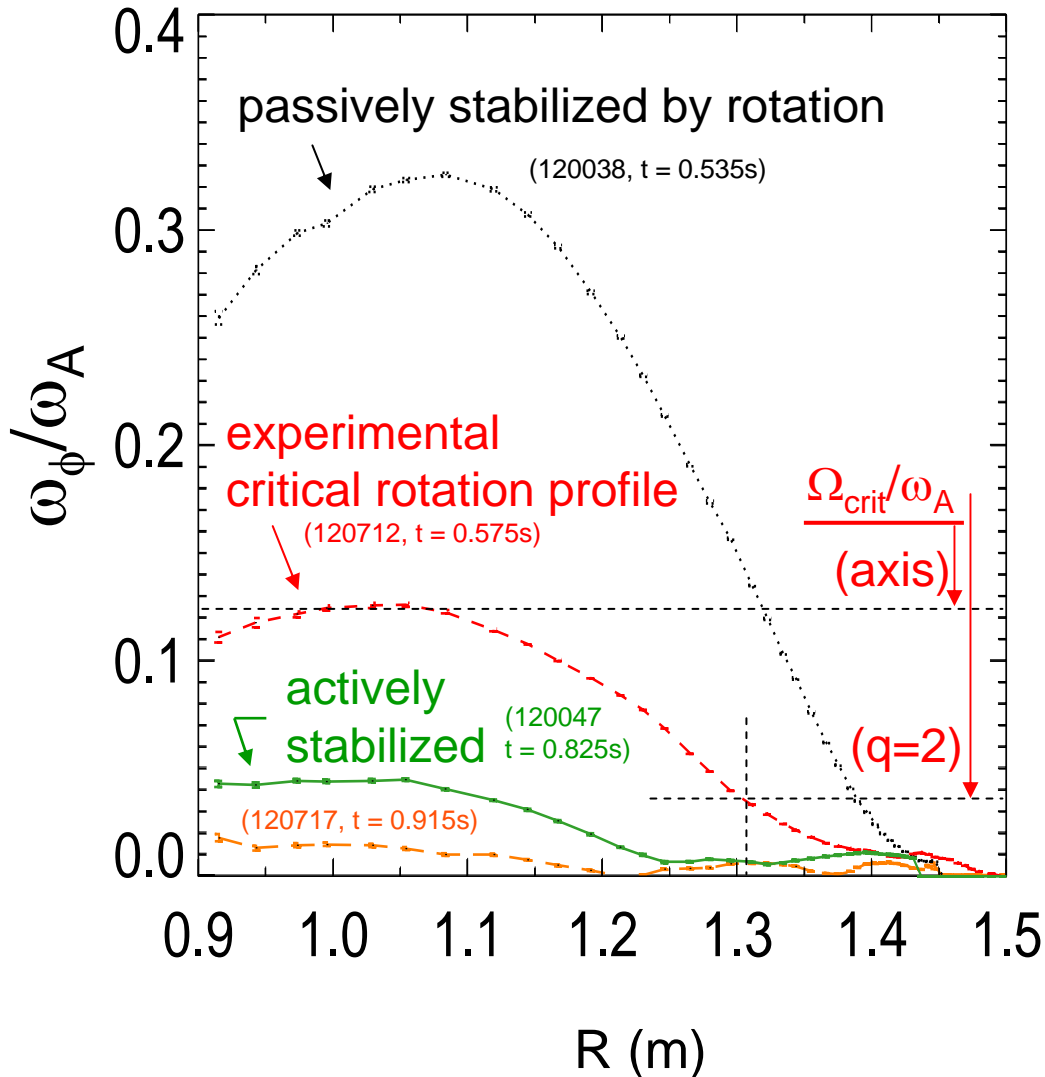 0.4
passively stabilized by rotation
(120038, t = 0.535s)
0.3
ωϕ/ωA
0.2
experimental
critical rotation profile
(120712, t = 0.575s)
Ωcrit/ωA
(axis)
0.1
actively
stabilized
(120047
t = 0.825s)
(q=2)
(120717, t = 0.915s)
0.0
0.9 1.0 1.1 1.2 1.3 1.4 1.5
R (m)